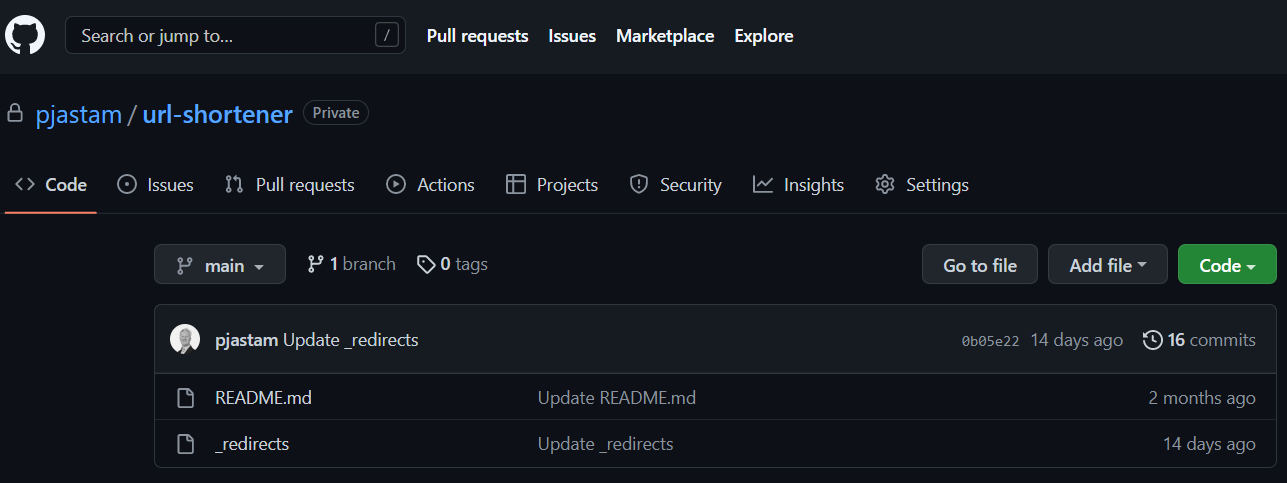 Search or jump to... / Pull requests Issues Marketplace Explore
pjastam / url-shortener Private
Code Issues Pull requests Actions Projects Security Insights Settings
main 1 branch 0 tags Go to file Add file Code
pjastam Update _redirects 0b05e22 14 days ago 16 commits
README.md Update README.md 2 months ago
_redirects Update _redirects 14 days ago